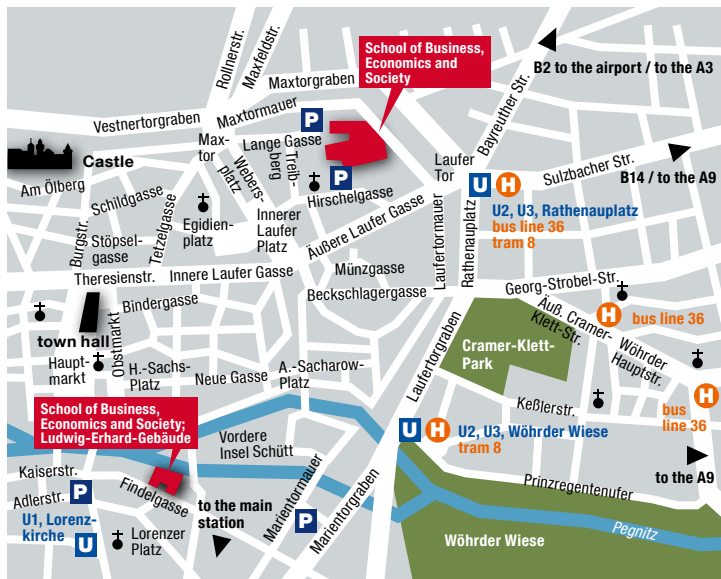 Rollnerstr.
Maxfeldstr.
School of Business,
Economics and
Society
Bayreuther Str.
B2 to the airport / to the A3
Maxtorgraben
Vestnertorgraben
Maxtormauer
P
Max-
tor
Lange Gasse
Webers-
platz
Treib-
berg
P
Castle
Am Ölberg
Schildgasse
Laufer
Tor
Sulzbacher Str.
B14 / to the A9
U
H
U2, U3, Rathenauplatz
bus line 36
tram 8
Hirschelgasse
Burgstr.
Stöpsel-
gasse
Tetzelgasse
Egidien-
platz
Innerer
Laufer
Platz
Äußere Laufer Gasse
Laufertormauer
Rathenauplatz
Theresienstr.
Innere Laufer Gasse
Münzgasse
Beckschlagergasse
Georg-Strobel-Str.
Bindergasse
Äuß. Cramer-
Klett-Str.
H
bus line 36
Wöhrder
Hauptstr.
town hall
Obstmarkt
Haupt-
markt
H.-Sachs-
Platz
Neue Gasse
A.-Sacharow-
Platz
Laufertorgraben
Cramer-Klett-
Park
Keßlerstr.
H
bus
line 36
School of Business,
Economics and Society;
Ludwig-Erhard-Gebäude
Vordere
Insel Schütt
U
H
U2, U3, Wöhrder Wiese
tram 8
to the A9
Kaiserstr.
Adlerstr.
P
Findelgasse
to the main
station
Marientormauer
P
Marientorgraben
Prinzregentenufer
Pegnitz
U1, Lorenz-
kirche
U
Lorenzer
Platz
Wöhrder Wiese